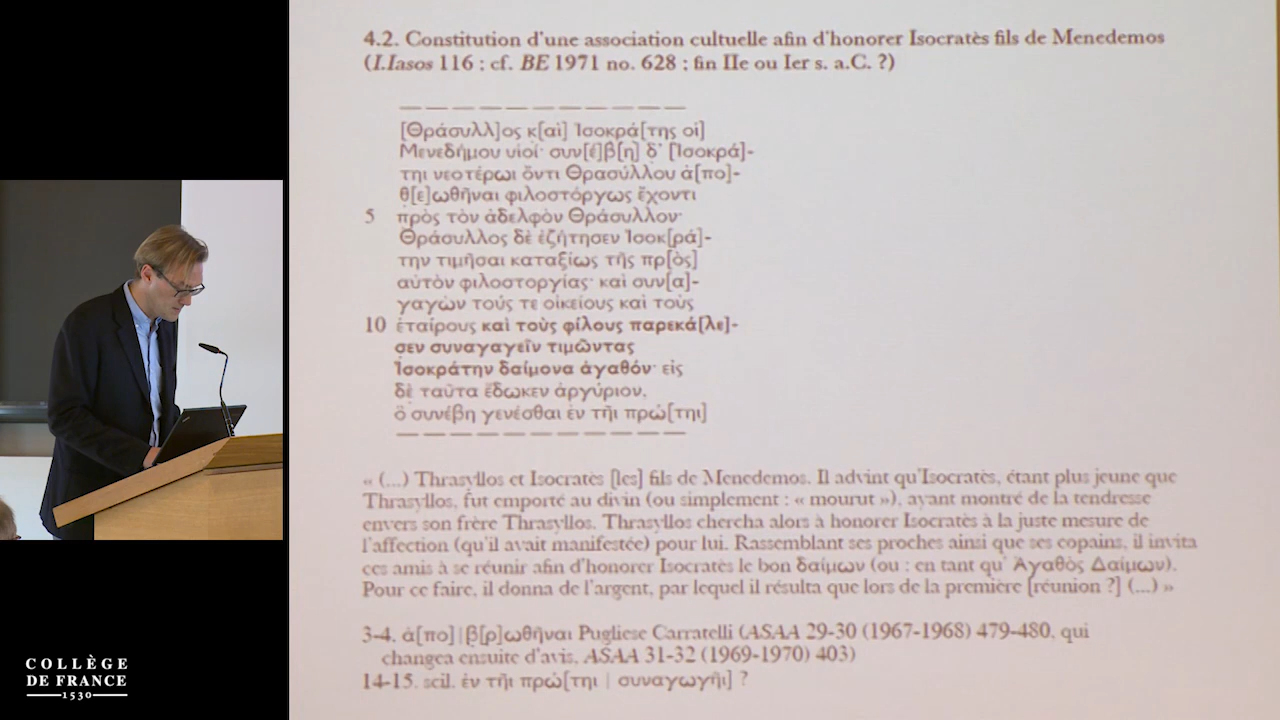 4.2. Constitution d'une association cultuelle afin d'honorer Isocratès fils de Menedemos
(I.Iasos 116 ; cf. BE 1971 no. 628 ; fin IIe ou Ier s. a.C. ?)
— — — — — — — — — — — — —
[Θράσυλλ]ος κ[αὶ] Ἰσοκρά[της οἱ]
Μενεδήμου υἱοί· συν[έ]β[η] δ' [Ἰσοκρά]-
τηι νεοτέρωι ὄντι Θρασύλλου ἀ[πο]-
θ[ε]ωθῆναι φιλοστόργως ἔχοντι
5 πρὸς τὸν ἀδελφὸν Θράσυλλον·
Θράσυλλος δὲ ἐζήτησεν Ἰσοκ[ρά]-
την τιμῆσαι καταξίως τῆς πρ[ὸς]
αὐτὸν φιλοστοργίας· καὶ συν[α]-
γαγὼν τούς τε οἰκείους καὶ τοὺς
10 ἑταίρους καὶ τοὺς φίλους παρεκά[λε]-
σεν συναγαγεῖν τιμῶντας
Ἰσοκράτην δαίμονα ἀγαθόν· εἰς
δὲ ταῦτα ἔδωκεν ἀργύριον,
ὃ συνέβη γενέσθαι ἐν τῆι πρώ[τηι]
— — — — — — — — — — — — —
« (...) Thrasyllos et Isocratès [les] fils de Menedemos. Il advint qu'Isocratès, étant plus jeune que
Thrasyllos, fut emporté au divin (ou simplement : « mourut »), ayant montré de la tendresse
envers son frère Thrasyllos. Thrasyllos chercha alors à honorer Isocratès à la juste mesure de
l'affection (qu'il avait manifestée) pour lui. Rassemblant ses proches ainsi que ses copains, il invita
ces amis à se réunir afin d'honorer Isocratès le bon δαίμων (ou : en tant qu' Ἀγαθὸς Δαίμων).
Pour ce faire, il donna de l'argent, par lequel il résulta que lors de la première [réunion ?] (...) »
3-4. ἀ[πο]|β[ρ]ωθῆναι Pugliese Carratelli (ASAA 29-30 (1967-1968) 479-480, qui
changea ensuite d'avis, ASAA 31-32 (1969-1970) 403)
14-15. scil. ἐν τῆι πρώ[τηι | συναγωγῆι] ?
COLLÈGE
DE FRANCE
1530